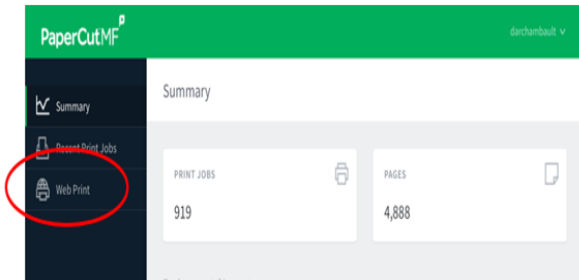 PaperCutMF
darchambault
Summary
Summary
Recent Print Jobs
Web Print
PRINT JOBS
919
PAGES
4,888